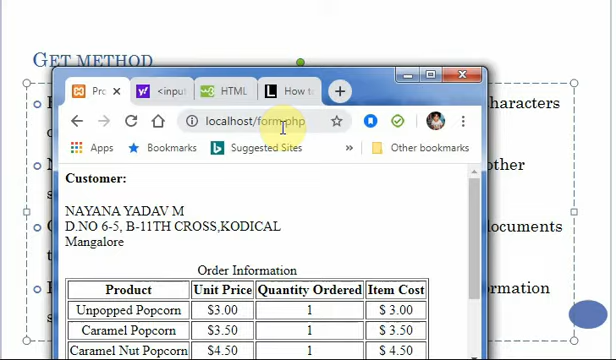 GET METHOD
Pro
<input
HTML
How to
localhost/form.php
Apps
Bookmarks
Suggested Sites
»
Other bookmarks
haracters
other
ocuments
ormation
Customer:
NAYANA YADAV M
D.NO 6-5, B-11TH CROSS,KODICAL
Mangalore
Order Information
Product Unit Price Quantity Ordered Item Cost
Unpopped Popcorn $3.00 1 $ 3.00
Caramel Popcorn $3.50 1 $ 3.50
Caramel Nut Popcorn $4.50 1 $ 4.50